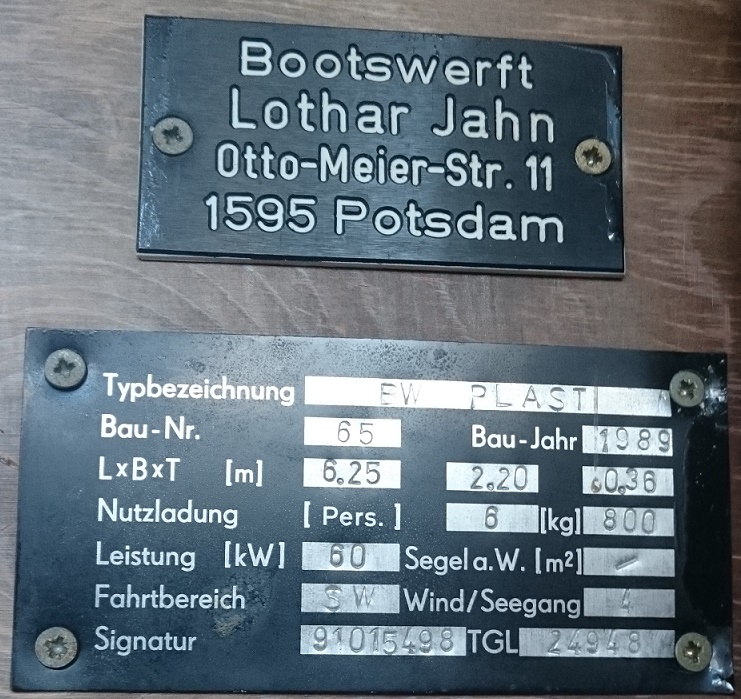 Bootswerft
Lothar Jahn
Otto-Meier-Str. 11
1595 Potsdam
Typbezeichnung EW PLAST
Bau-Nr. 65 Bau-Jahr 1989
LxBxT [m] 6.25 2.20 0.36
Nutzladung [ Pers. ] 6 [kg] 800
Leistung [kW] 60 Segel a.W. [m²] -
Fahrtbereich SW Wind/Seegang 4
Signatur 91015498 TGL 24948